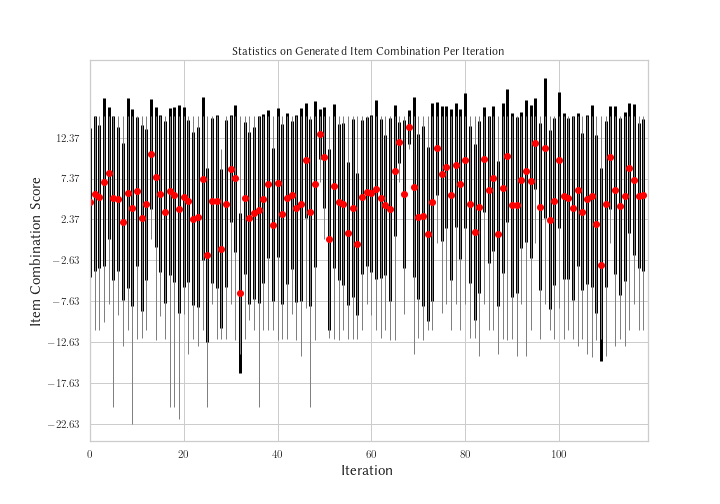 Statistics on Generate d Item Combination Per Iteration
12.37
7.37
2.37
−2.63
−7.63
−12.63
−17.63
−22.63
Item Combination Score
0 20 40 60 80 100
Iteration